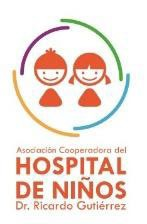 Asociación Cooperadora del
HOSPITAL
DE NIÑOS
Dr. Ricardo Gutiérrez